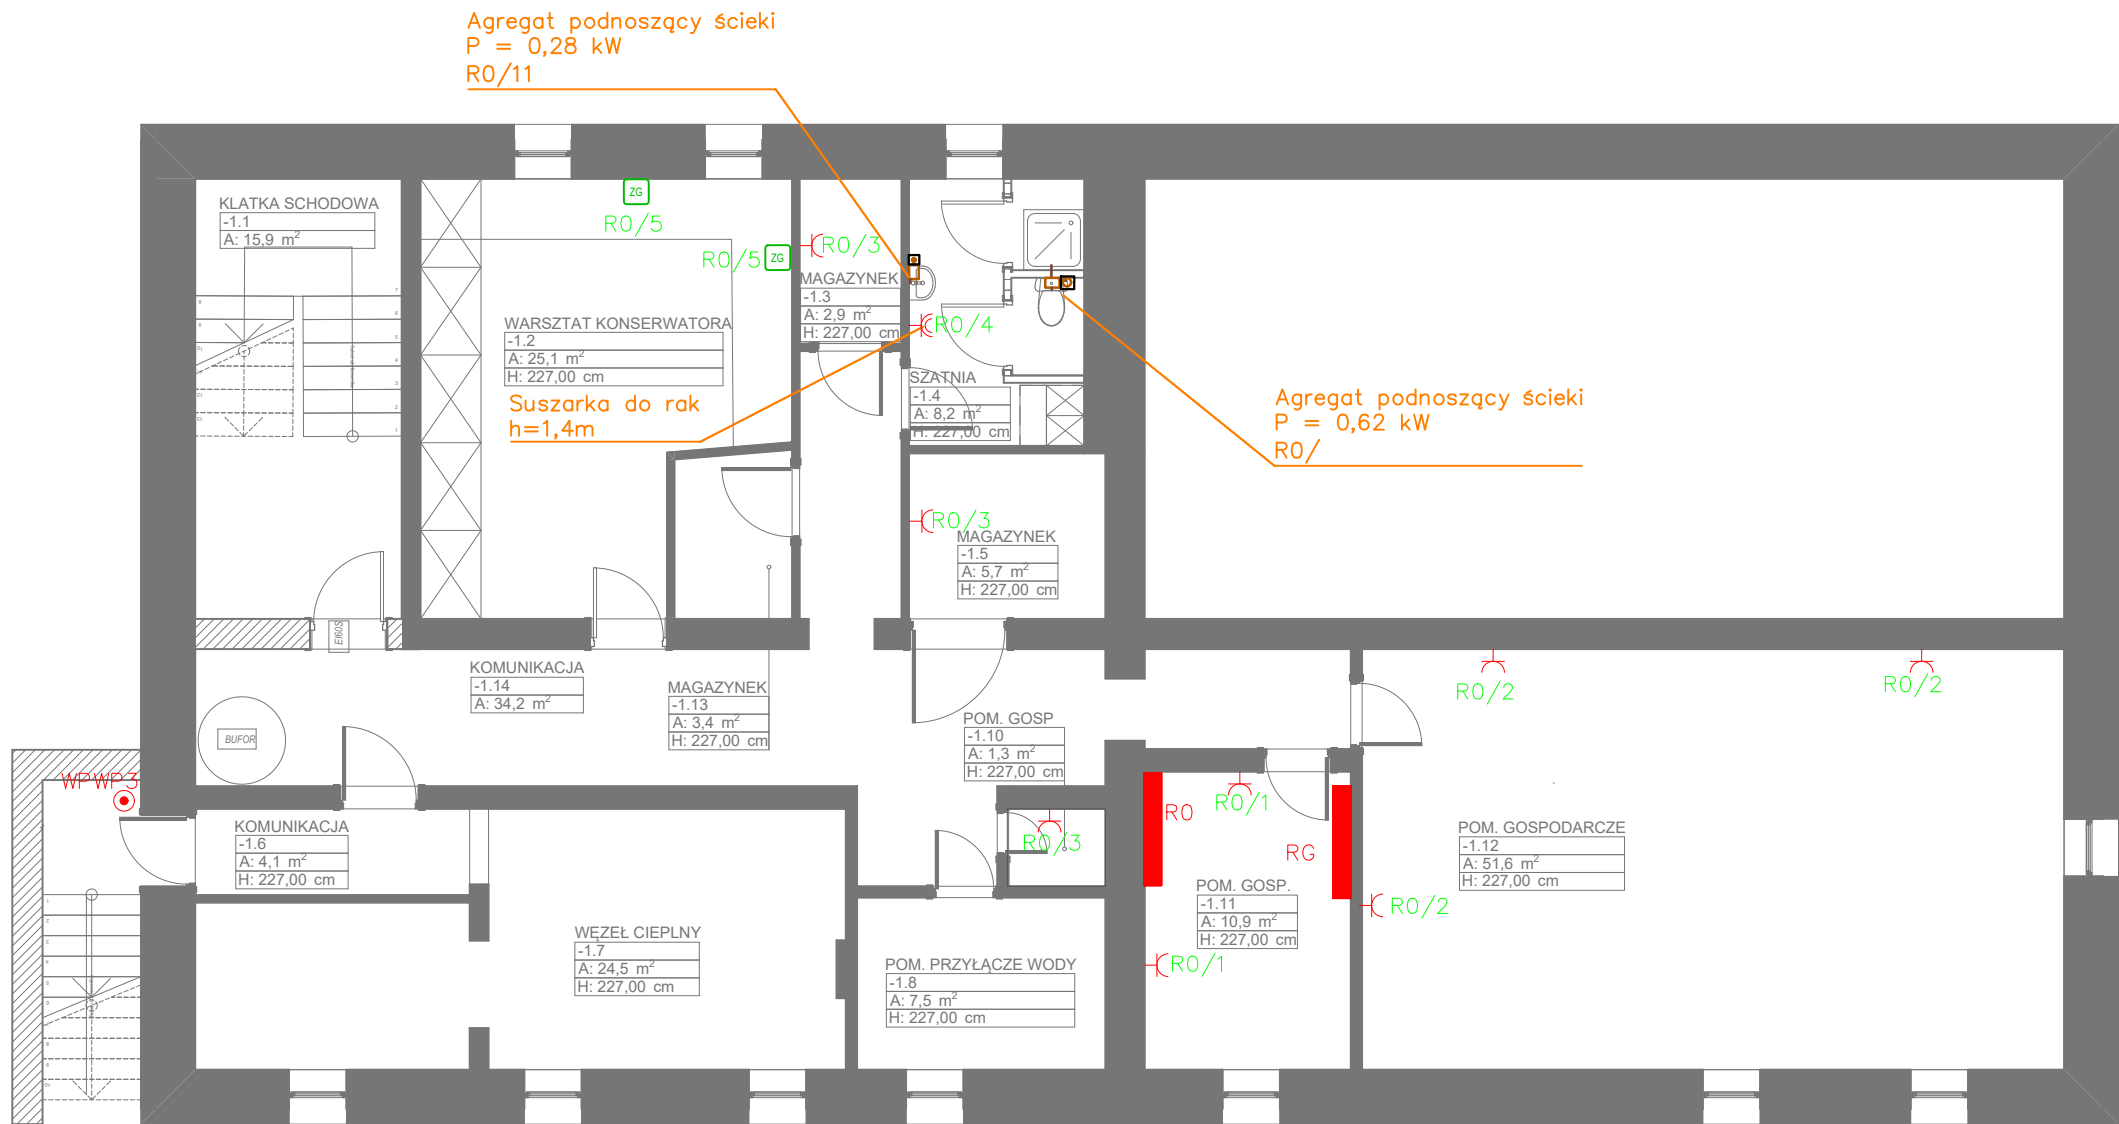 Agregat podnoszący ścieki
P = 0,28 kW
R0/11
KLATKA SCHODOWA
-1.1
A: 15,9 m²
ZG
R0/5
R0/5
ZG
R0/3
MAGAZYNEK
-1.3
A: 2,9 m²
H: 227,00 cm
R0/4
WARSZTAT KONSERWATORA
-1.2
A: 25,1 m²
H: 227,00 cm
Suszarka do rak
h=1,4m
SZATNIA
-1.4
A: 8,2 m²
H: 227,00 cm
Agregat podnoszący ścieki
P = 0,62 kW
R0/
R0/3
MAGAZYNEK
-1.5
A: 5,7 m²
H: 227,00 cm
EI60S
KOMUNIKACJA
-1.14
A: 34,2 m²
MAGAZYNEK
-1.13
A: 3,4 m²
H: 227,00 cm
POM. GOSP
-1.10
A: 1,3 m²
H: 227,00 cm
R0/2
R0/2
BUFOR
WPWP3
KOMUNIKACJA
-1.6
A: 4,1 m²
H: 227,00 cm
R0/3
R0
R0/1
RG
POM. GOSPODARCZE
-1.12
A: 51,6 m²
H: 227,00 cm
POM. GOSP.
-1.11
A: 10,9 m²
H: 227,00 cm
R0/2
WĘZEŁ CIEPLNY
-1.7
A: 24,5 m²
H: 227,00 cm
POM. PRZYŁĄCZE WODY
-1.8
A: 7,5 m²
H: 227,00 cm
R0/1